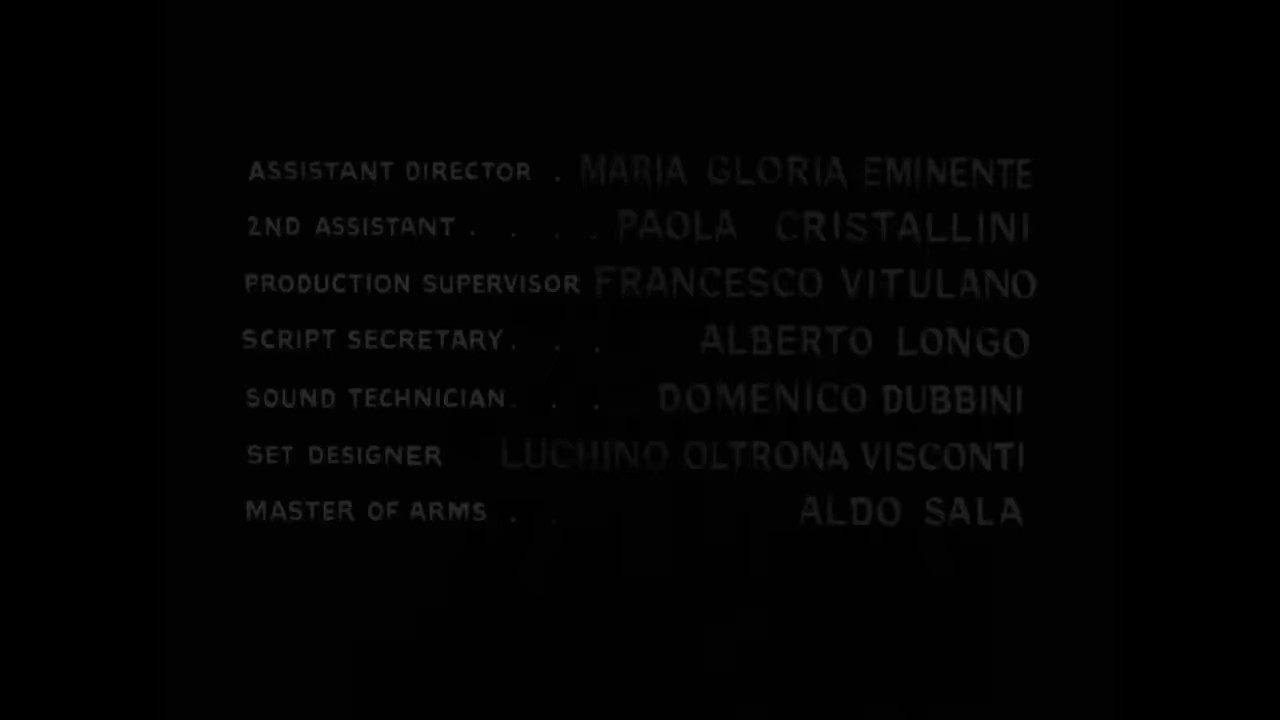 ASSISTANT DIRECTOR . MARIA GLORIA EMINENTE
2ND ASSISTANT . . . . PAOLA CRISTALLINI
PRODUCTION SUPERVISOR FRANCESCO VITULANO
SCRIPT SECRETARY . . . ALBERTO LONGO
SOUND TECHNICIAN . . . DOMENICO DUBBINI
SET DESIGNER LUCHINO OLTRONA VISCONTI
MASTER OF ARMS . . ALDO SALA